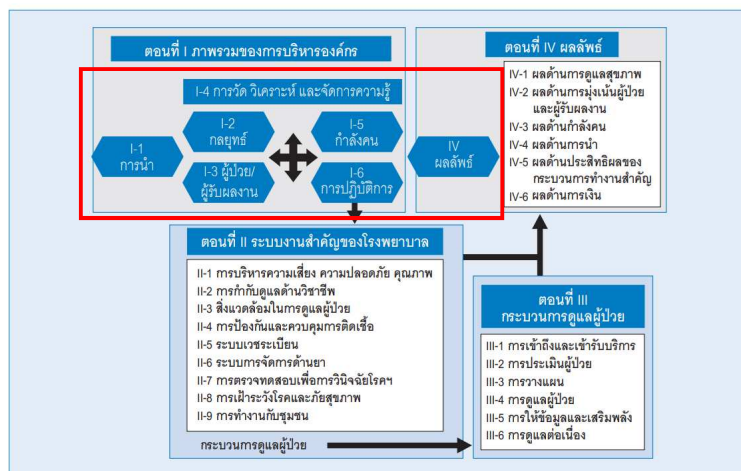 ตอนที่ I ภาพรวมของการบริหารองค์กร
I-4 การวัด วิเคราะห์ และจัดการความรู้
I-1
การนำ
I-2
กลยุทธ์
I-3 ผู้ป่วย/
ผู้รับผลงาน
I-5
กำลังคน
I-6
การปฏิบัติการ
IV
ผลลัพธ์
ตอนที่ IV ผลลัพธ์
IV-1 ผลด้านการดูแลสุขภาพ
IV-2 ผลด้านการมุ่งเน้นผู้ป่วย
และผู้รับผลงาน
IV-3 ผลด้านกำลังคน
IV-4 ผลด้านการนำ
IV-5 ผลด้านประสิทธิผลของ
กระบวนการทำงานสำคัญ
IV-6 ผลด้านการเงิน
ตอนที่ II ระบบงานสำคัญของโรงพยาบาล
II-1 การบริหารความเสี่ยง ความปลอดภัย คุณภาพ
II-2 การกำกับดูแลด้านวิชาชีพ
II-3 สิ่งแวดล้อมในการดูแลผู้ป่วย
II-4 การป้องกันและควบคุมการติดเชื้อ
II-5 ระบบเวชระเบียน
II-6 ระบบการจัดการด้านยา
II-7 การตรวจทดสอบเพื่อการวินิจฉัยโรคฯ
II-8 การเฝ้าระวังโรคและภัยสุขภาพ
II-9 การทำงานกับชุมชน
กระบวนการดูแลผู้ป่วย
ตอนที่ III
กระบวนการดูแลผู้ป่วย
III-1 การเข้าถึงและเข้ารับบริการ
III-2 การประเมินผู้ป่วย
III-3 การวางแผน
III-4 การดูแลผู้ป่วย
III-5 การให้ข้อมูลและเสริมพลัง
III-6 การดูแลต่อเนื่อง